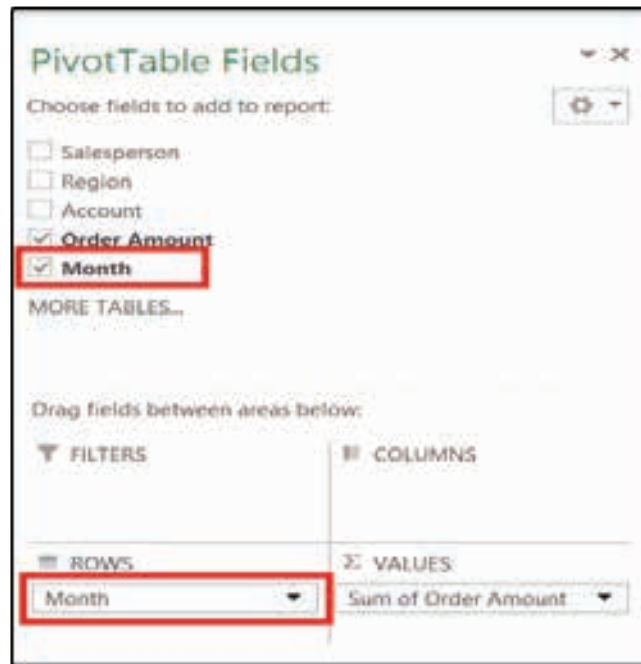 PivotTable Fields
Choose fields to add to report:
Salesperson
Region
Account
Order Amount
Month
MORE TABLES...
Drag fields between areas below:
FILTERS
COLUMNS
ROWS
Σ VALUES
Month
Sum of Order Amount